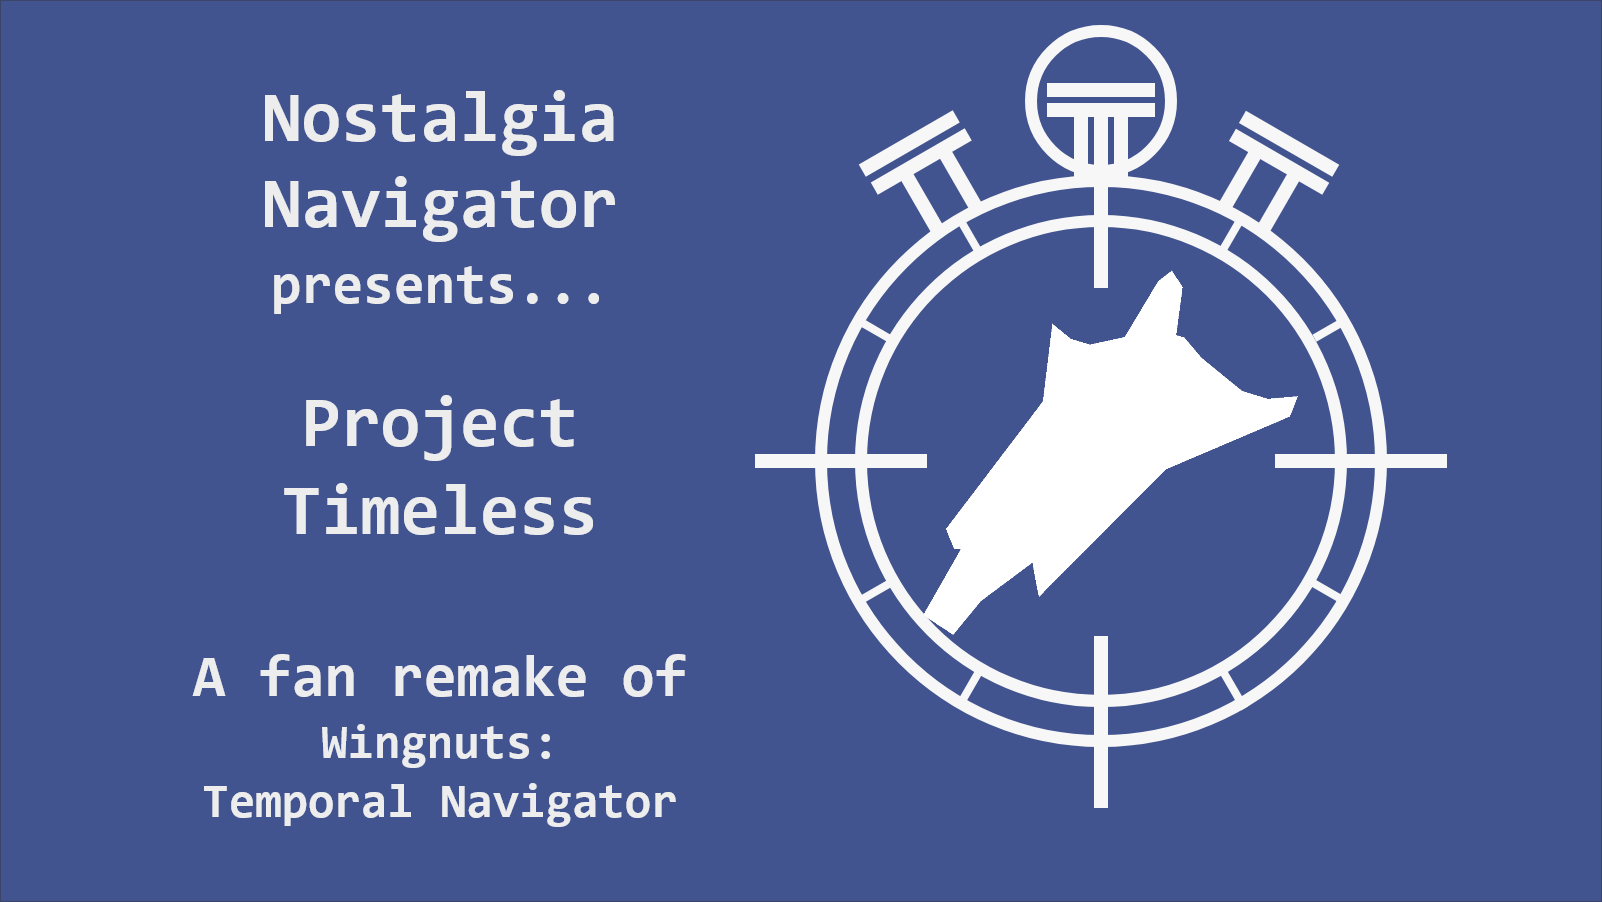 Nostalgia
Navigator
presents...
Project
Timeless
A fan remake of
Wingnuts:
Temporal Navigator